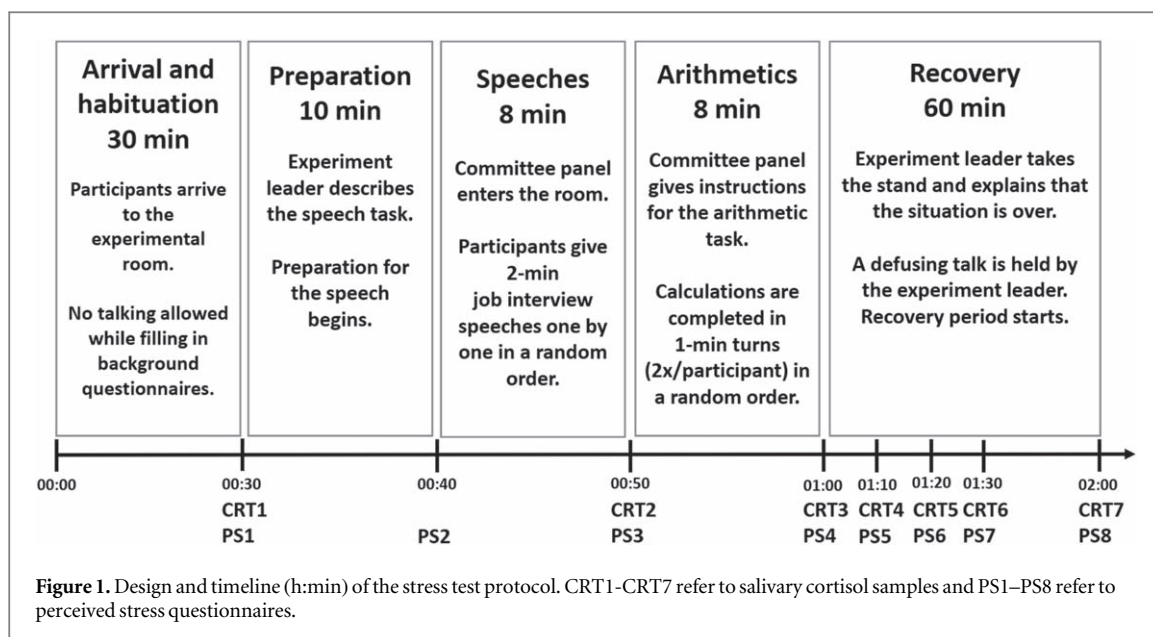 Arrival and
habituation
30 min
Participants arrive
to the
experimental
room.
No talking allowed
while filling in
background
questionnaires.
Preparation
10 min
Experiment
leader describes
the speech task.
Preparation for
the speech
begins.
Speeches
8 min
Committee panel
enters the room.
Participants give
2-min
job interview
speeches one by
one in a random
order.
Arithmetics
8 min
Committee panel
gives instructions
for the arithmetic
task.
Calculations are
completed in
1-min turns
(2x/participant) in
a random order.
Recovery
60 min
Experiment leader takes
the stand and explains that
the situation is over.
A defusing talk is held by
the experiment leader.
Recovery period starts.
00:00 00:30 00:40 00:50 01:00 01:10 01:20 01:30 02:00
CRT1 CRT2 CRT3 CRT4 CRT5 CRT6 CRT7
PS1 PS2 PS3 PS4 PS5 PS6 PS7 PS8
Figure 1. Design and timeline (h:min) of the stress test protocol. CRT1-CRT7 refer to salivary cortisol samples and PS1–PS8 refer to
perceived stress questionnaires.